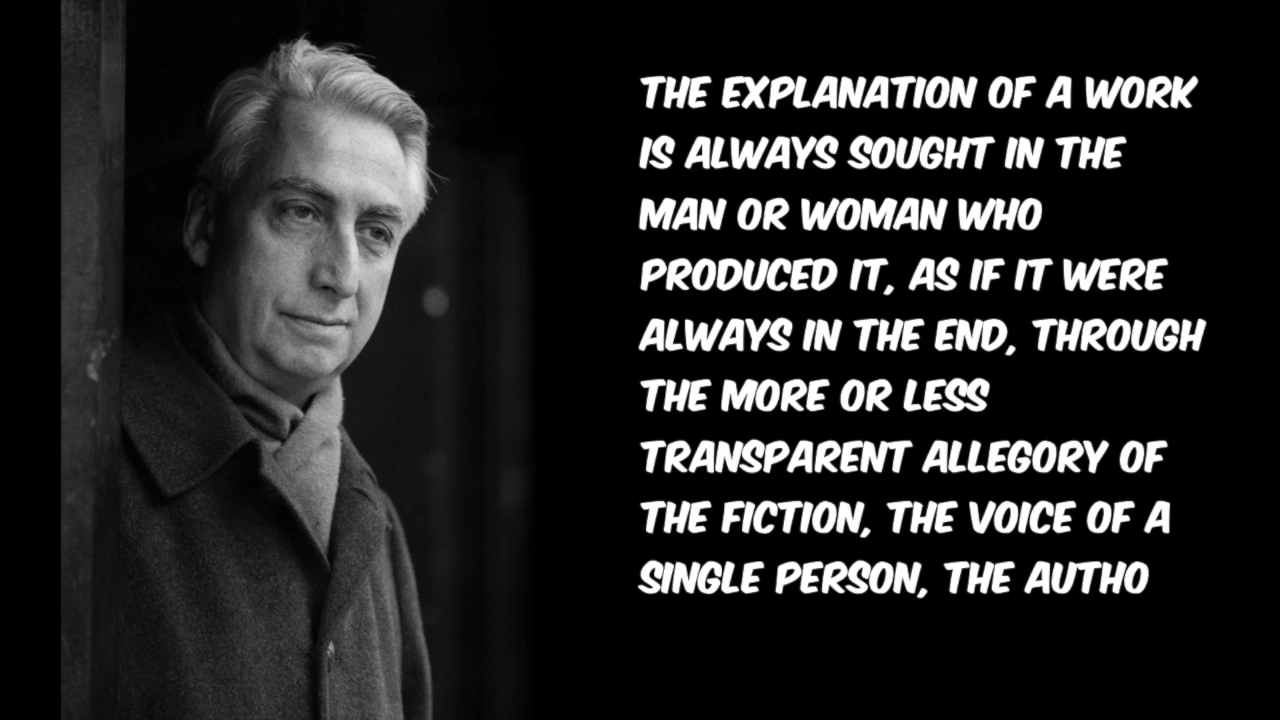 THE EXPLANATION OF A WORK
IS ALWAYS SOUGHT IN THE
MAN OR WOMAN WHO
PRODUCED IT, AS IF IT WERE
ALWAYS IN THE END, THROUGH
THE MORE OR LESS
TRANSPARENT ALLEGORY OF
THE FICTION, THE VOICE OF A
SINGLE PERSON, THE AUTHO